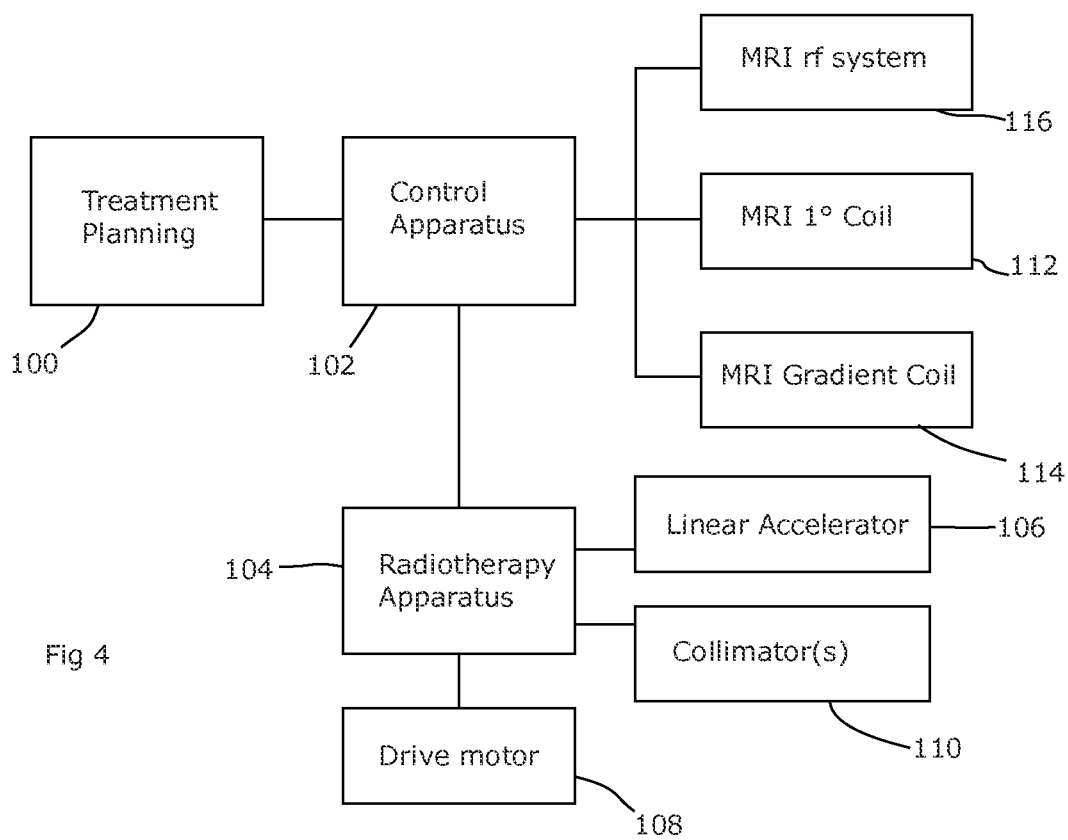 MRI rf system
116
Treatment
Planning
100
Control
Apparatus
102
MRI 1° Coil
112
MRI Gradient Coil
114
Linear Accelerator
106
104
Radiotherapy
Apparatus
Collimator(s)
110
Fig 4
Drive motor
108